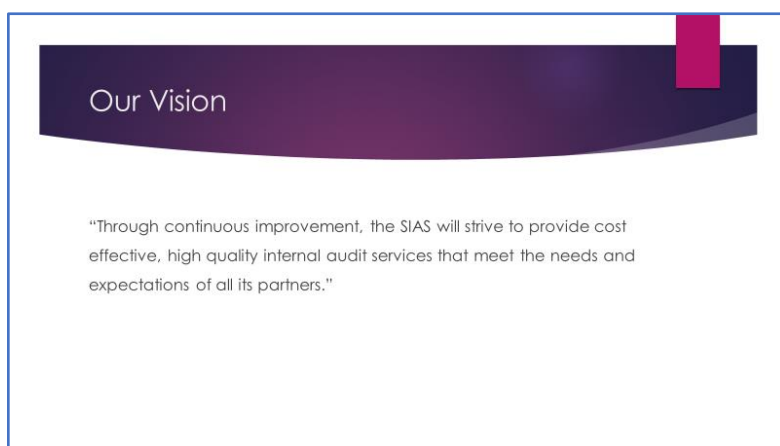 Our Vision
“Through continuous improvement, the SIAS will strive to provide cost
effective, high quality internal audit services that meet the needs and
expectations of all its partners.”